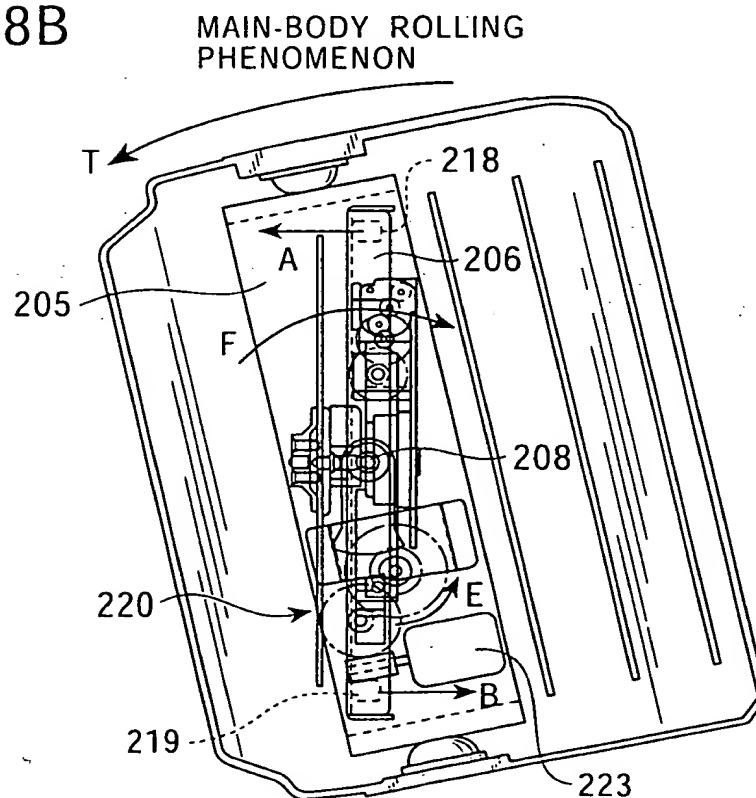 8B
MAIN-BODY ROLLING
PHENOMENON
T
218
A
206
205
F
208
220
E
B
219
223